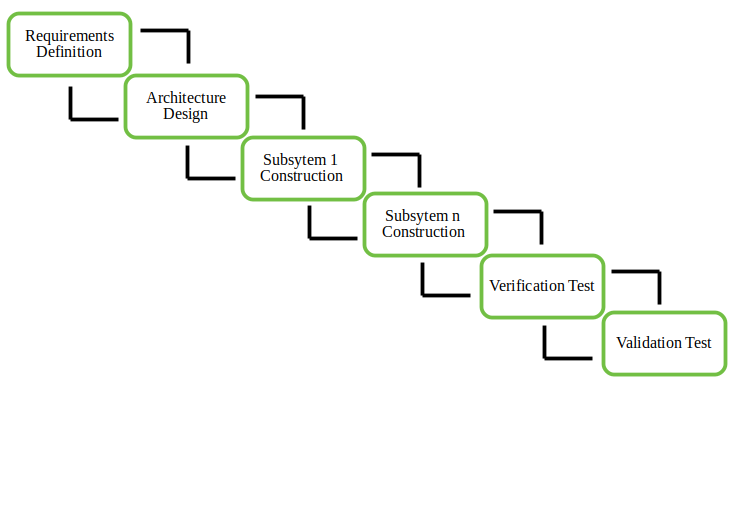 Requirements
Definition
Architecture
Design
Subsytem 1
Construction
Subsytem n
Construction
Verification Test
Validation Test